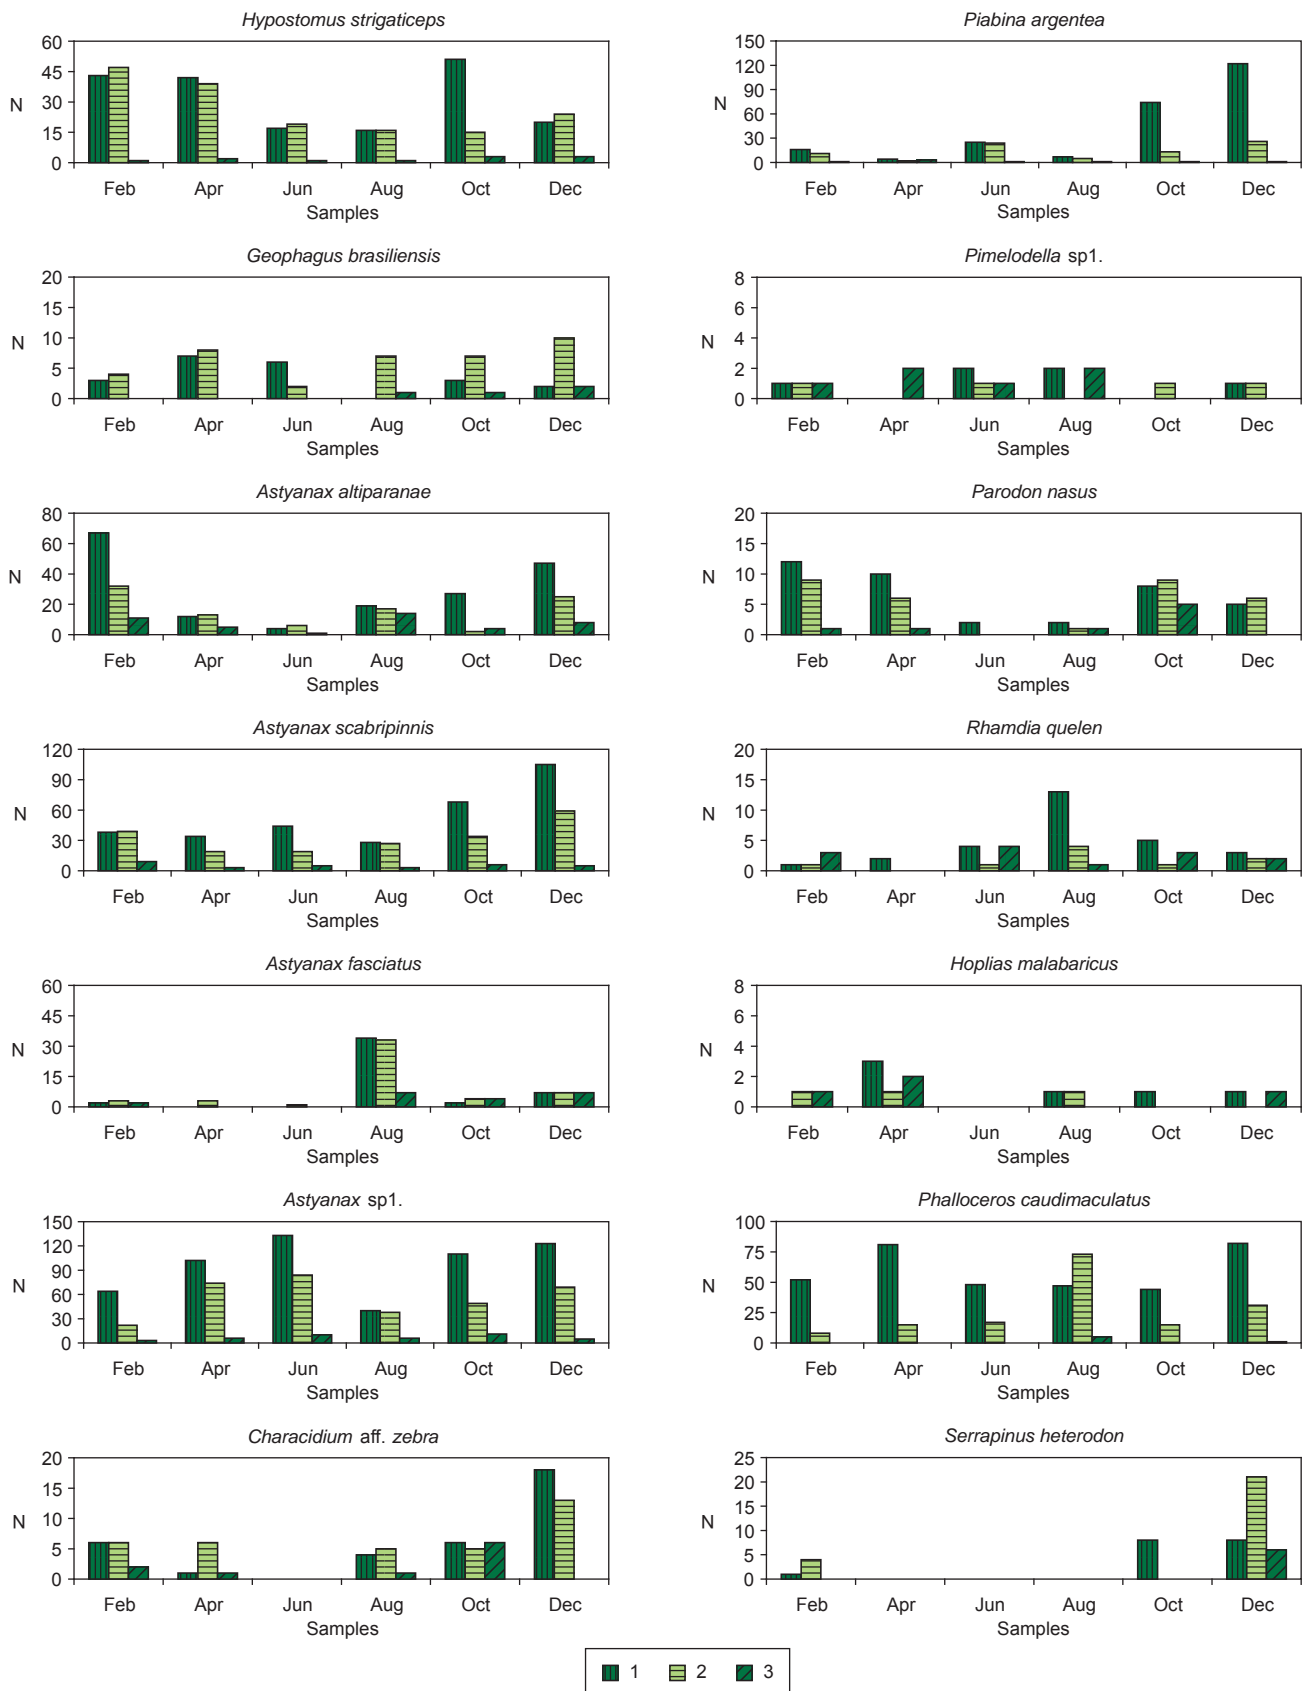 Hypostomus strigaticeps
60
45
30
15
0
N
Feb Apr Jun Aug Oct Dec
Samples
Piabina argentea
150
120
90
60
30
0
N
Feb Apr Jun Aug Oct Dec
Samples
Geophagus brasiliensis
20
15
10
5
0
N
Feb Apr Jun Aug Oct Dec
Samples
Pimelodella sp1.
8
6
4
2
0
N
Feb Apr Jun Aug Oct Dec
Samples
Astyanax altiparanae
80
60
40
20
0
N
Feb Apr Jun Aug Oct Dec
Samples
Parodon nasus
20
15
10
5
0
N
Feb Apr Jun Aug Oct Dec
Samples
Astyanax scabripinnis
120
90
60
30
0
N
Feb Apr Jun Aug Oct Dec
Samples
Rhamdia quelen
20
15
10
5
0
N
Feb Apr Jun Aug Oct Dec
Samples
Astyanax fasciatus
60
45
30
15
0
N
Feb Apr Jun Aug Oct Dec
Samples
Hoplias malabaricus
8
6
4
2
0
N
Feb Apr Jun Aug Oct Dec
Samples
Astyanax sp1.
150
120
90
60
30
0
N
Feb Apr Jun Aug Oct Dec
Samples
Phalloceros caudimaculatus
100
75
50
25
0
N
Feb Apr Jun Aug Oct Dec
Samples
Characidium aff. zebra
20
15
10
5
0
N
Feb Apr Jun Aug Oct Dec
Samples
Serrapinus heterodon
25
20
15
10
5
0
N
Feb Apr Jun Aug Oct Dec
Samples
1 2 3